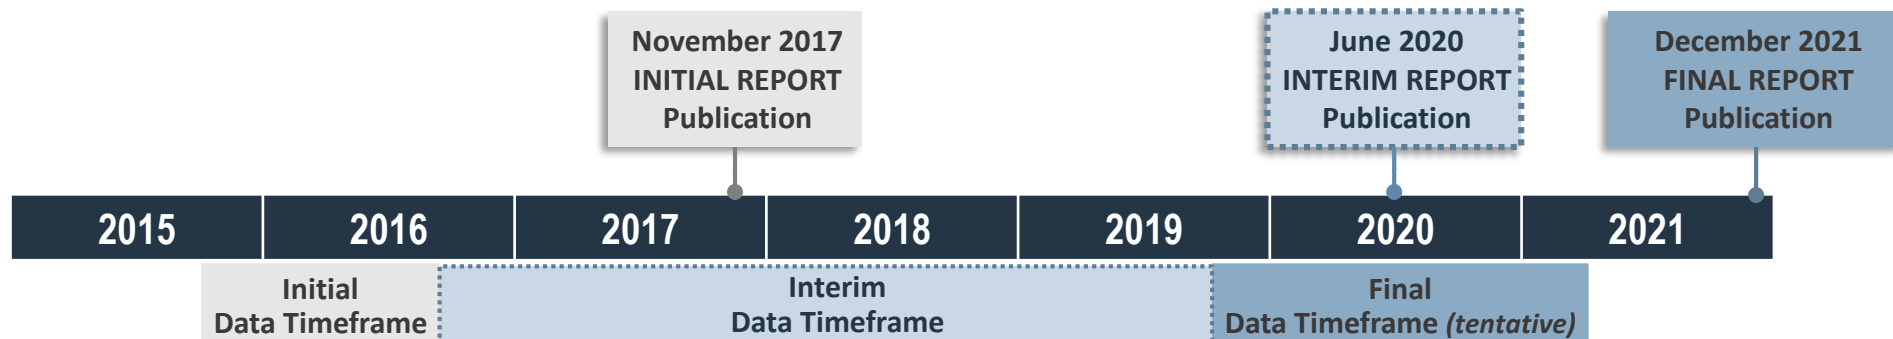 November 2017
INITIAL REPORT
Publication
June 2020
INTERIM REPORT
Publication
December 2021
FINAL REPORT
Publication
2015
2016
2017
2018
2019
2020
2021
Initial
Data Timeframe
Interim
Data Timeframe
Final
Data Timeframe (tentative)